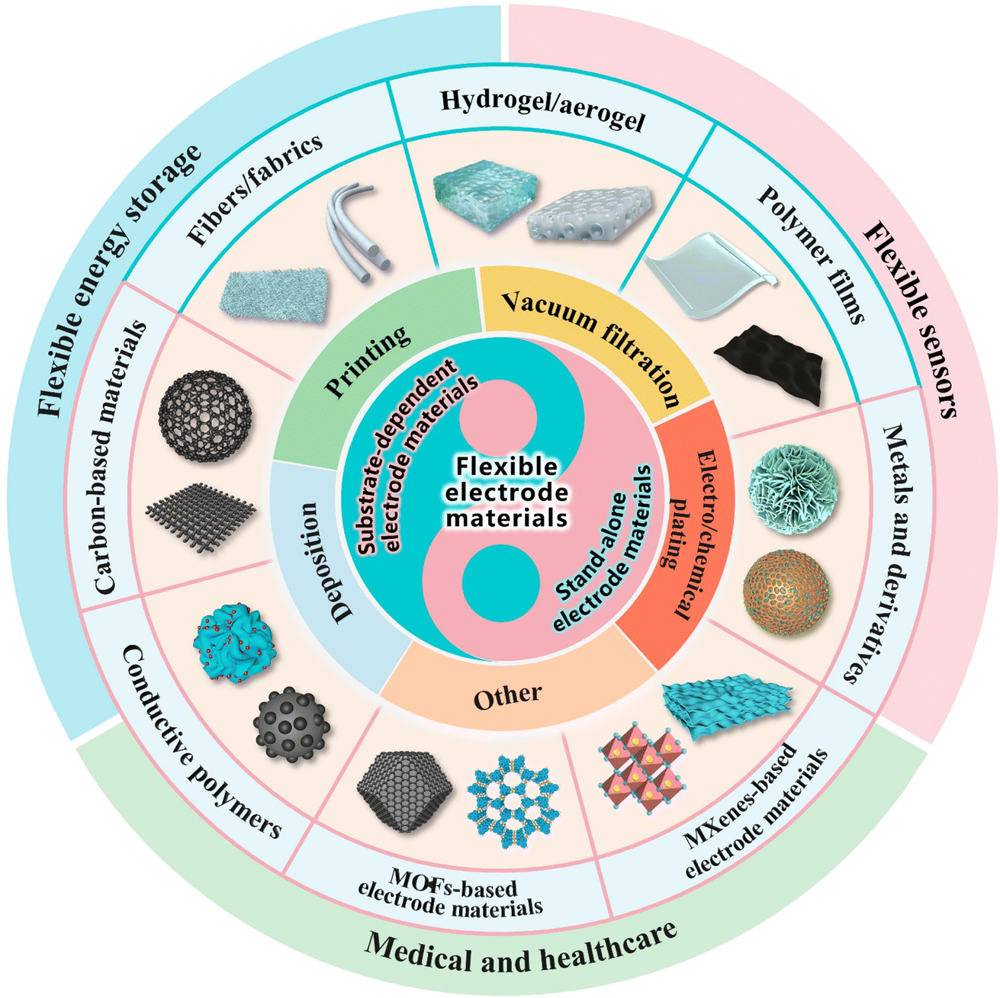 Flexible energy storage
Flexible sensors
Medical and healthcare
Fibers/fabrics
Hydrogel/aerogel
Polymer films
Metals and derivatives
MXenes-based
electrode materials
MOFs-based
electrode materials
Conductive polymers
Carbon-based materials
Printing
Vacuum filtration
Electro/chemical
plating
Other
Deposition
Substrate-dependent
electrode materials
Flexible
electrode
materials
Stand-alone
electrode materials